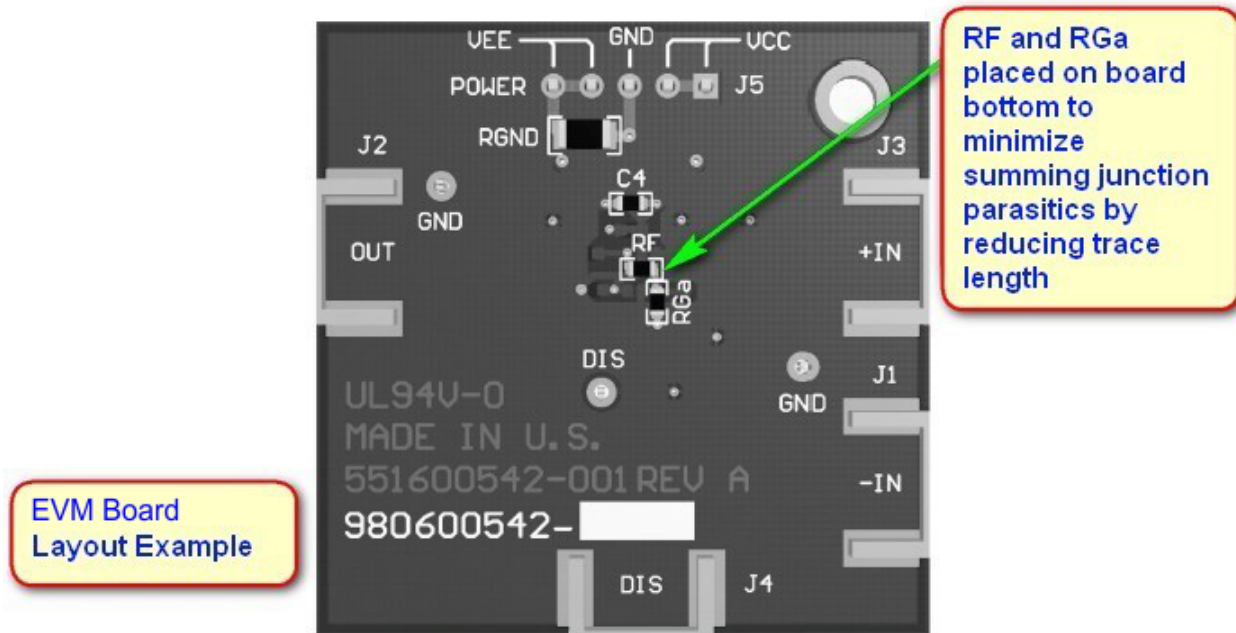 VEE GND VCC
POWER J5
RGND
J2
J3
C4
GND
OUT
RF
+IN
RGa
DIS
J1
GND
UL94V-0
MADE IN U.S.
551600542-001 REV A
-IN
980600542-
DIS
J4
RF and RGa
placed on board
bottom to
minimize
summing junction
parasitics by
reducing trace
length
EVM Board
Layout Example